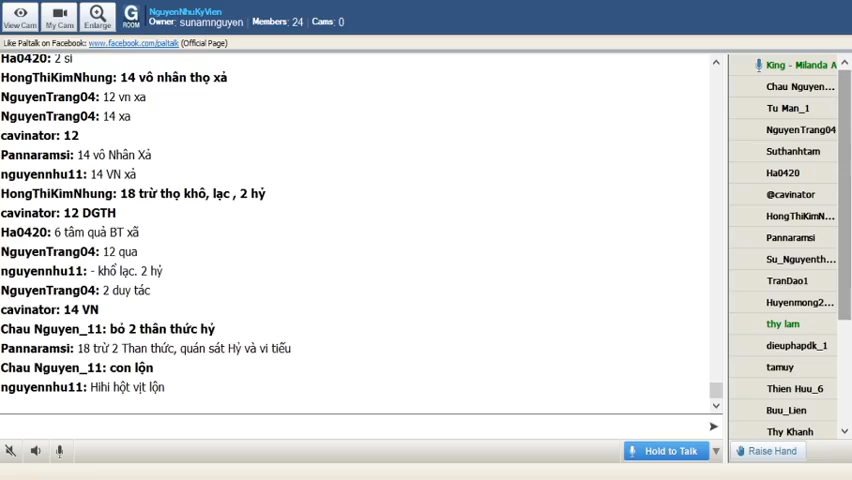 View Cam
My Cam
Enlarge
G
ROOM
NguyenNhuKyVien
Owner: sunamnguyen Members: 24 Cams: 0
Like Paltalk on Facebook: www.facebook.com/paltalk (Official Page)
Ha0420: 2 si
HongThiKimNhung: 14 vô nhân thọ xả
NguyenTrang04: 12 vn xa
NguyenTrang04: 14 xa
cavinator: 12
Pannaramsi: 14 vô Nhân Xả
nguyennhu11: 14 VN xả
HongThiKimNhung: 18 trừ thọ khô, lạc , 2 hỷ
cavinator: 12 DGTH
Ha0420: 6 tâm quả BT xã
NguyenTrang04: 12 qua
nguyennhu11: - khổ lạc. 2 hỷ
NguyenTrang04: 2 duy tác
cavinator: 14 VN
Chau Nguyen_11: bỏ 2 thân thức hỷ
Pannaramsi: 18 trừ 2 Than thức, quán sát Hỷ và vi tiếu
Chau Nguyen_11: con lộn
nguyennhu11: Hihi hột vịt lộn
Hold to Talk
King - Milanda A
Chau Nguyen...
Tu Man_1
NguyenTrang04
Suthanhtam
Ha0420
@cavinator
HongThiKimN...
Pannaramsi
Su_Nguyenth...
TranDao1
Huyenmong2...
thy lam
dieuphapdk_1
tamuy
Thien Huu_6
Buu_Lien
Thy Khanh
Raise Hand